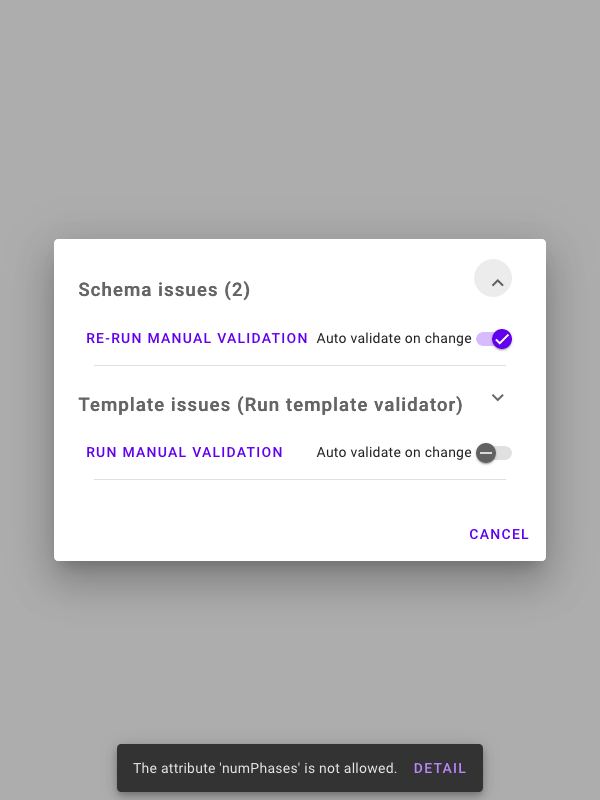 Schema issues (2)
RE-RUN MANUAL VALIDATION Auto validate on change
Template issues (Run template validator)
RUN MANUAL VALIDATION Auto validate on change
CANCEL
The attribute 'numPhases' is not allowed. DETAIL